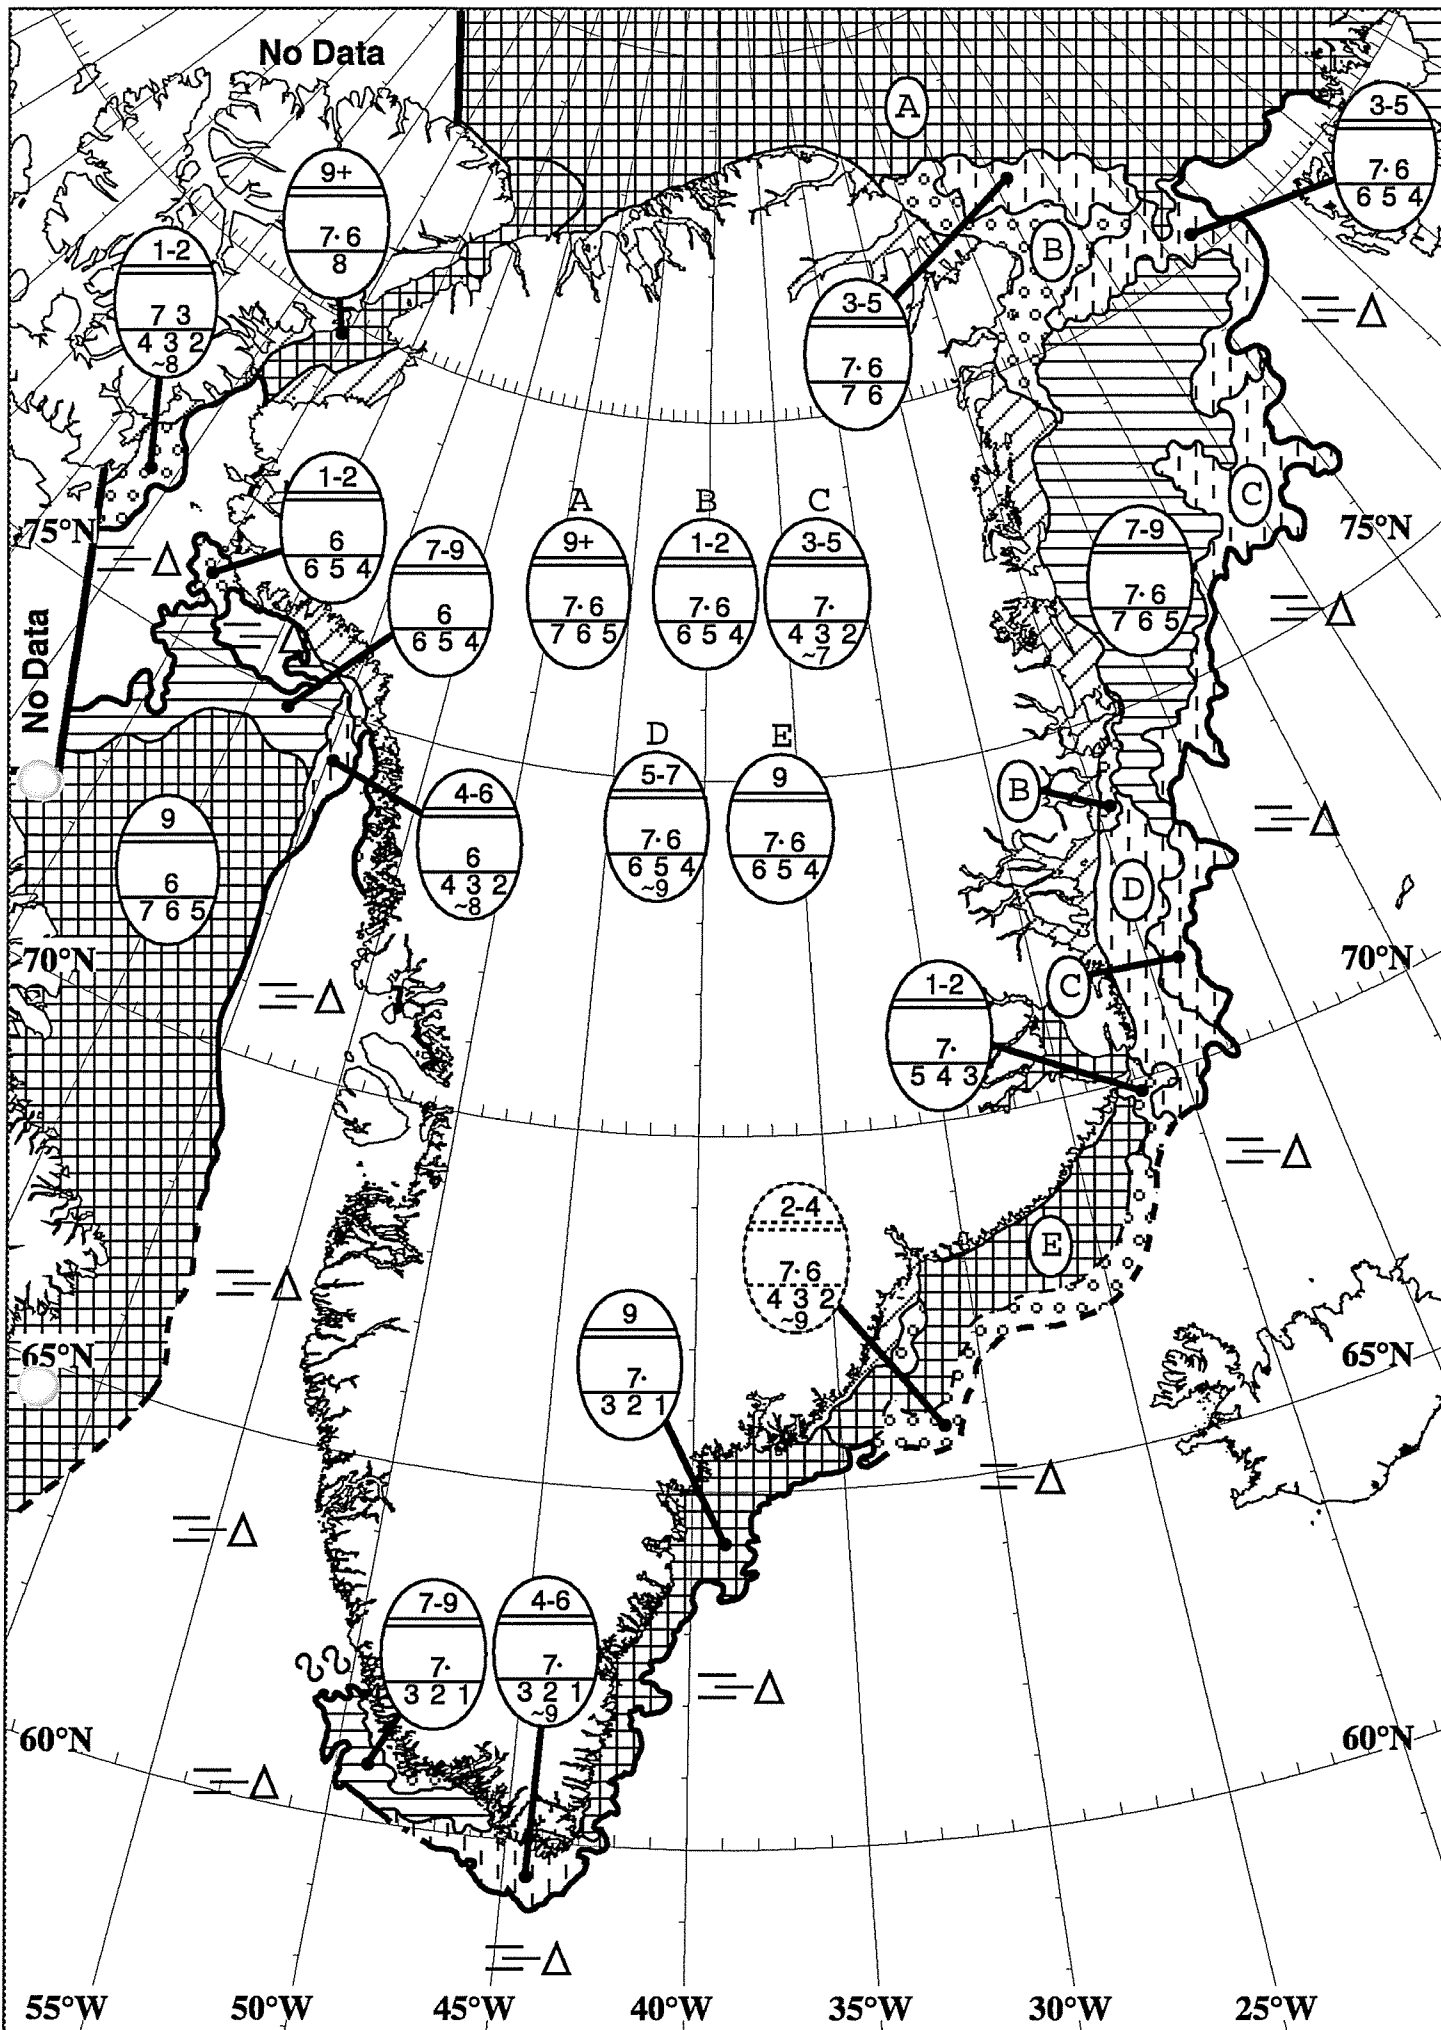 No Data
A
3-5
7· 6
6 5 4
9+
7· 6
8
1-2
7 3
4 3 2
~8
B
3-5
7· 6
7 6
75°N
1-2
6
6 5 4
7-9
6
6 5 4
A
9+
7· 6
7 6 5
B
1-2
7· 6
6 5 4
C
3-5
7·
4 3 2
~7
C
7-9
7· 6
7 6 5
75°N
No Data
D
5-7
7· 6
6 5 4
~9
E
9
7· 6
6 5 4
B
9
6
7 6 5
4-6
6
4 3 2
~8
D
70°N
70°N
C
1-2
7·
5 4 3
2-4
7· 6
4 3 2
~9
E
9
7·
3 2 1
65°N
65°N
7-9
7·
3 2 1
4-6
7·
3 2 1
~9
60°N
60°N
55°W
50°W
45°W
40°W
35°W
30°W
25°W